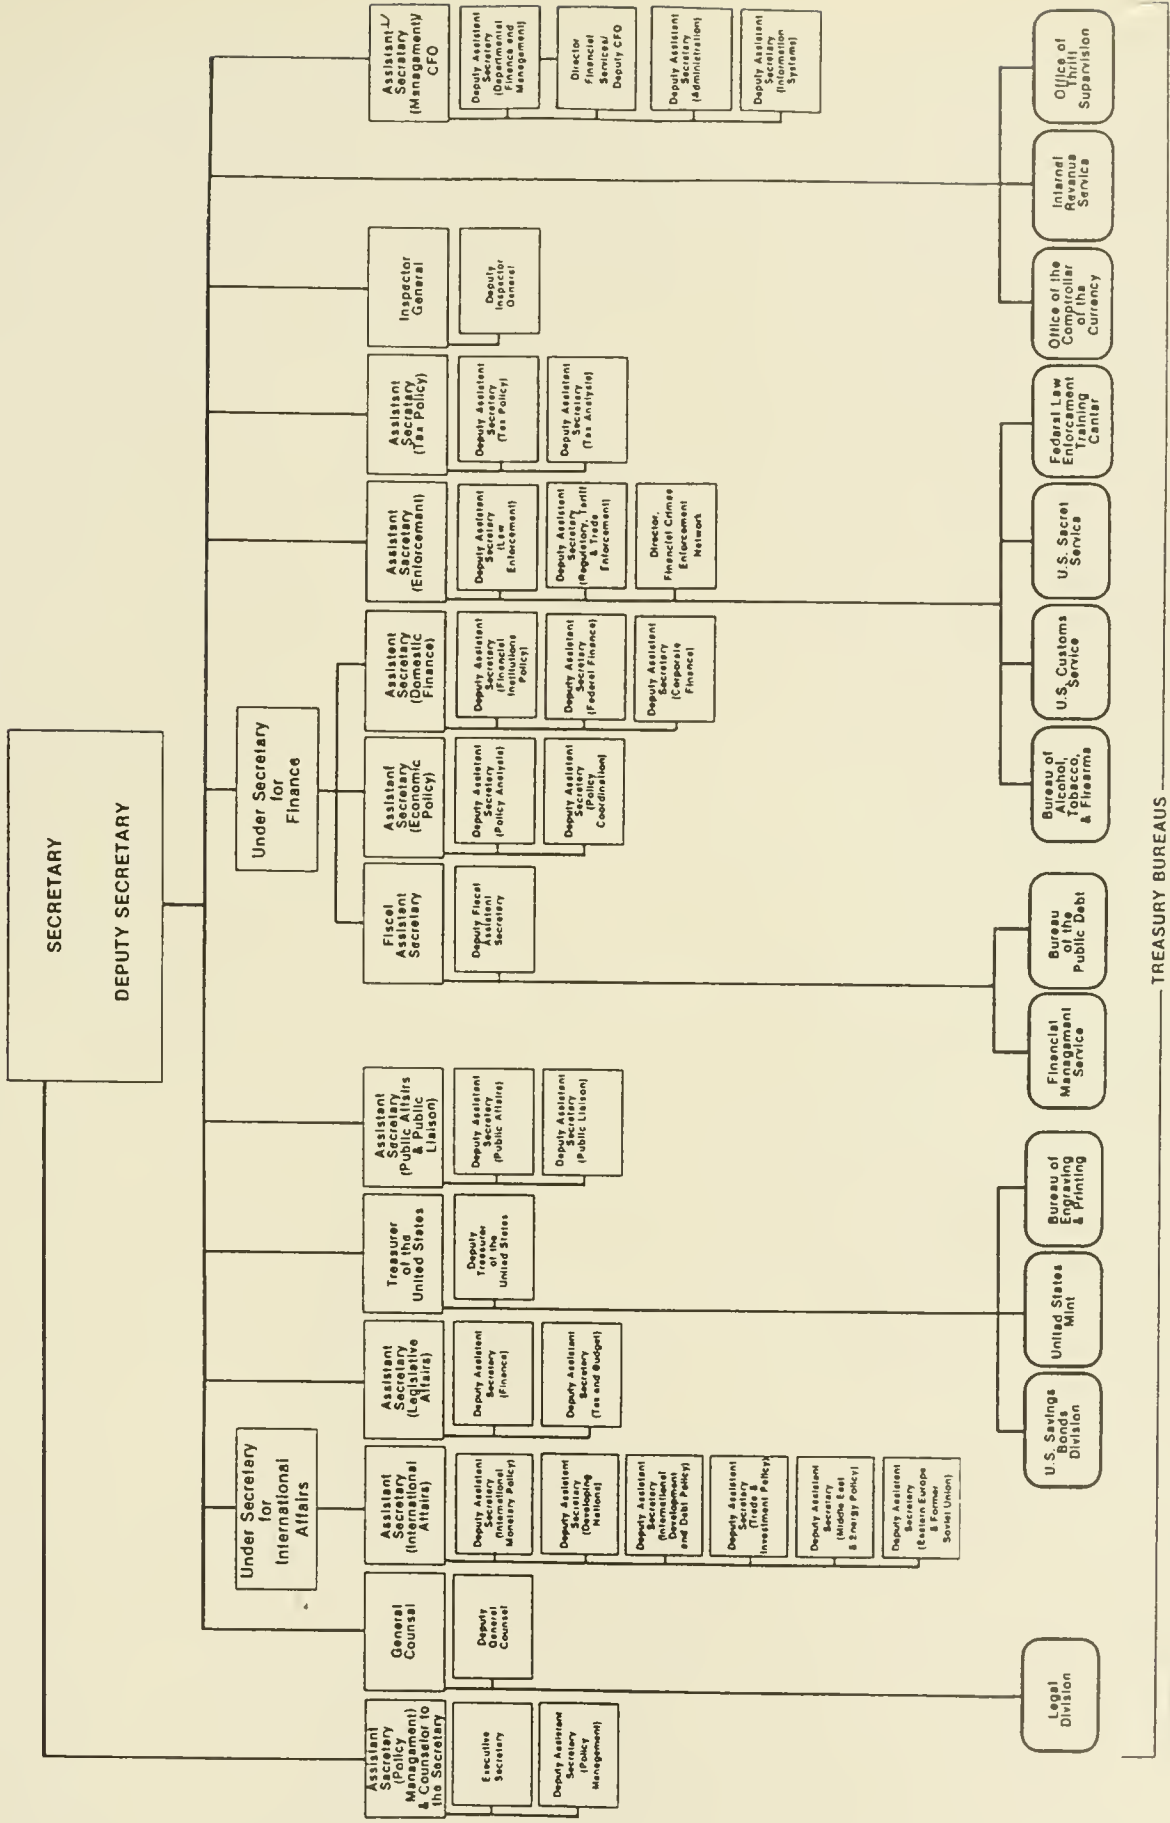 SECRETARY
DEPUTY SECRETARY
Under Secretary
for
International
Affairs
Under Secretary
for
Finance
Assistant
Secretary
(Policy
Management)
& Counselor to
the Secretary
Executive
Secretary
Deputy Assistant
Secretary
(Policy
Management)
General
Counsel
Deputy
General
Counsel
Assistant
Secretary
(International
Affairs)
Deputy Assistant
Secretary
(International
Monetary Policy)
Deputy Assistant
Secretary
(Developing
Nations)
Deputy Assistant
Secretary
(International
Development
and Debt Policy)
Deputy Assistant
Secretary
(Trade &
Investment Policy)
Deputy Assistant
Secretary
(Middle East
& Energy Policy)
Deputy Assistant
Secretary
(Eastern Europe
& Former
Soviet Union)
Assistant
Secretary
(Legislative
Affairs)
Deputy Assistant
Secretary
(Finance)
Deputy Assistant
Secretary
(Tax and Budget)
Treasurer
of the
United States
Deputy
Treasurer
of the
United States
Assistant
Secretary
(Public Affairs
& Public
Liaison)
Deputy Assistant
Secretary
(Public Affairs)
Deputy Assistant
Secretary
(Public Liaison)
Fiscal
Assistant
Secretary
Deputy Fiscal
Assistant
Secretary
Assistant
Secretary
(Economic
Policy)
Deputy Assistant
Secretary
(Policy Analysis)
Deputy Assistant
Secretary
(Policy
Coordination)
Assistant
Secretary
(Domestic
Finance)
Deputy Assistant
Secretary
(Financial
Institutions
Policy)
Deputy Assistant
Secretary
(Federal Finance)
Deputy Assistant
Secretary
(Corporate
Finance)
Assistant
Secretary
(Enforcement)
Deputy Assistant
Secretary
(Law
Enforcement)
Deputy Assistant
Secretary
(Regulatory, Tariff
& Trade
Enforcement)
Director,
Financial Crimes
Enforcement
Network
Assistant
Secretary
(Tax Policy)
Deputy Assistant
Secretary
(Tax Policy)
Deputy Assistant
Secretary
(Tax Analysis)
Inspector
General
Deputy
Inspector
General
Assistant 1/
Secretary
(Management)/
CFO
Deputy Assistant
Secretary
(Departmental
Finance and
Management)
Director
Financial
Services/
Deputy CFO
Deputy Assistant
Secretary
(Administration)
Deputy Assistant
Secretary
(Information
Systems)
Legal
Division
U.S. Savings
Bonds
Division
United States
Mint
Bureau of
Engraving
& Printing
Financial
Management
Service
Bureau
of the
Public Debt
Bureau of
Alcohol,
Tobacco,
& Firearms
U.S. Customs
Service
U.S. Secret
Service
Federal Law
Enforcement
Training
Center
Office of the
Comptroller
of the
Currency
Internal
Revenue
Service
Office of
Thrift
Supervision
TREASURY BUREAUS